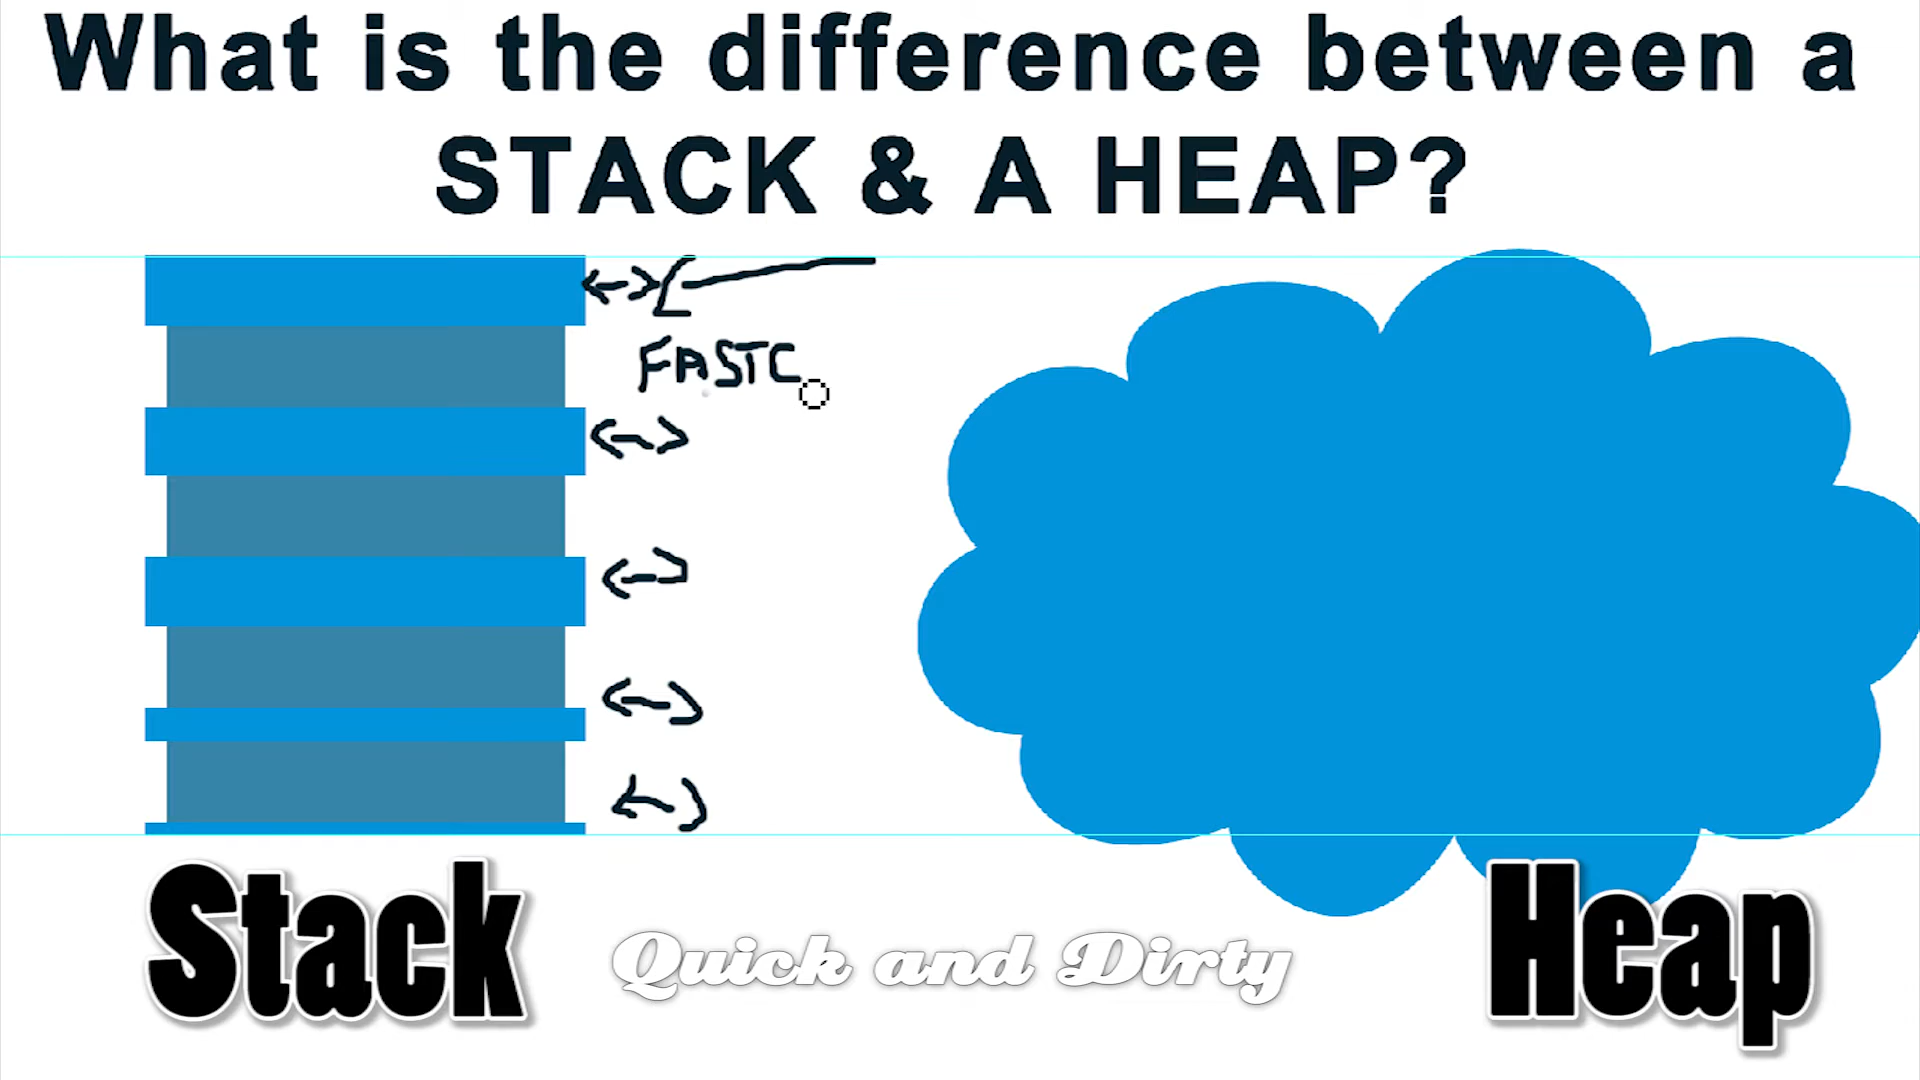 What is the difference between a
STACK & A HEAP?
FASTC
Stack
Quick and Dirty
Heap